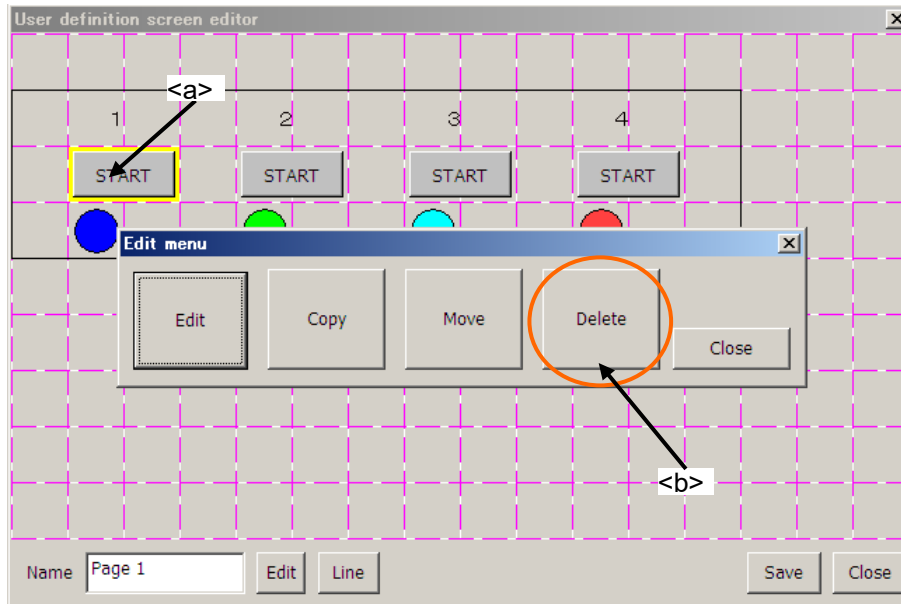 User definition screen editor
<a>
1 2 3 4
START START START START
Edit menu
Edit Copy Move Delete Close
<b>
Name Page 1 Edit Line Save Close